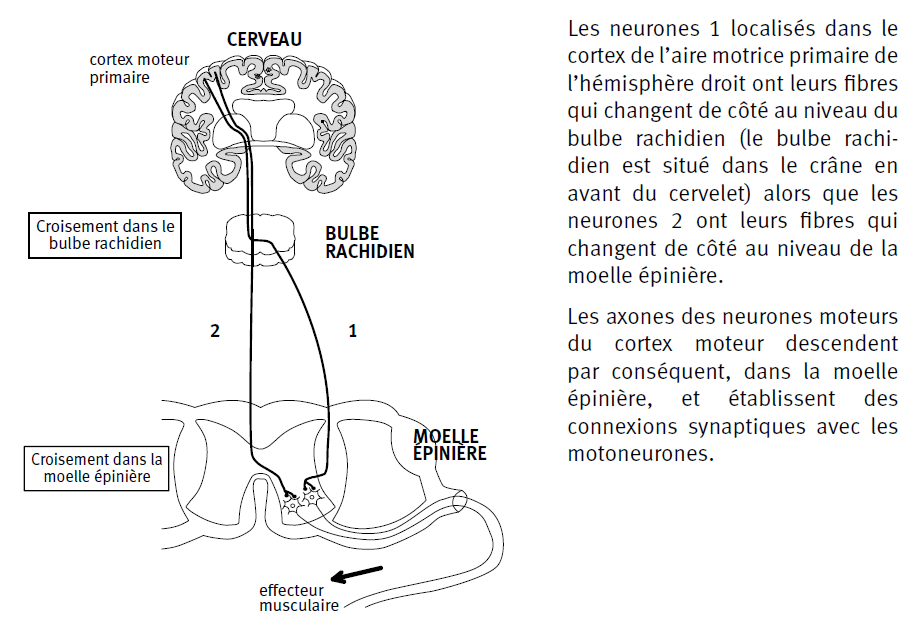 CERVEAU
cortex moteur
primaire
Croisement dans le
bulbe rachidien
BULBE
RACHIDIEN
2
1
MOELLE
ÉPINIÈRE
Croisement dans la
moelle épinière
effecteur
musculaire
Les neurones 1 localisés dans le
cortex de l’aire motrice primaire de
l’hémisphère droit ont leurs fibres
qui changent de côté au niveau du
bulbe rachidien (le bulbe rachi-
dien est situé dans le crâne en
avant du cervelet) alors que les
neurones 2 ont leurs fibres qui
changent de côté au niveau de la
moelle épinière.
Les axones des neurones moteurs
du cortex moteur descendent
par conséquent, dans la moelle
épinière, et établissent des
connexions synaptiques avec les
motoneurones.